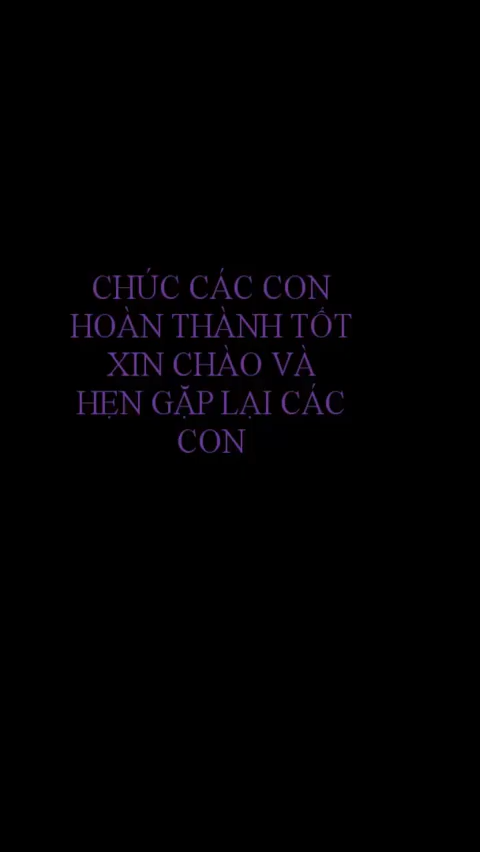 CHÚC CÁC CON
HOÀN THÀNH TỐT
XIN CHÀO VÀ
HẸN GẶP LẠI CÁC
CON